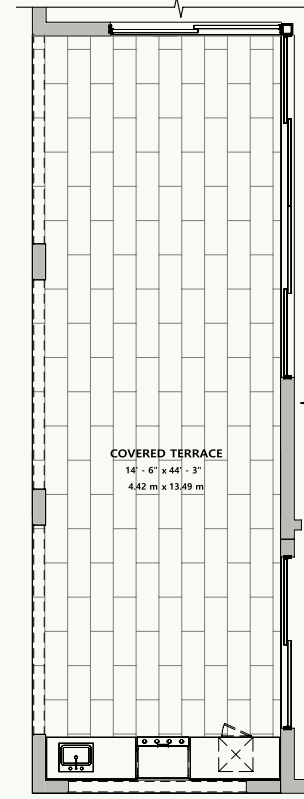 COVERED TERRACE
14' - 6" x 44' - 3"
4.42 m x 13.49 m